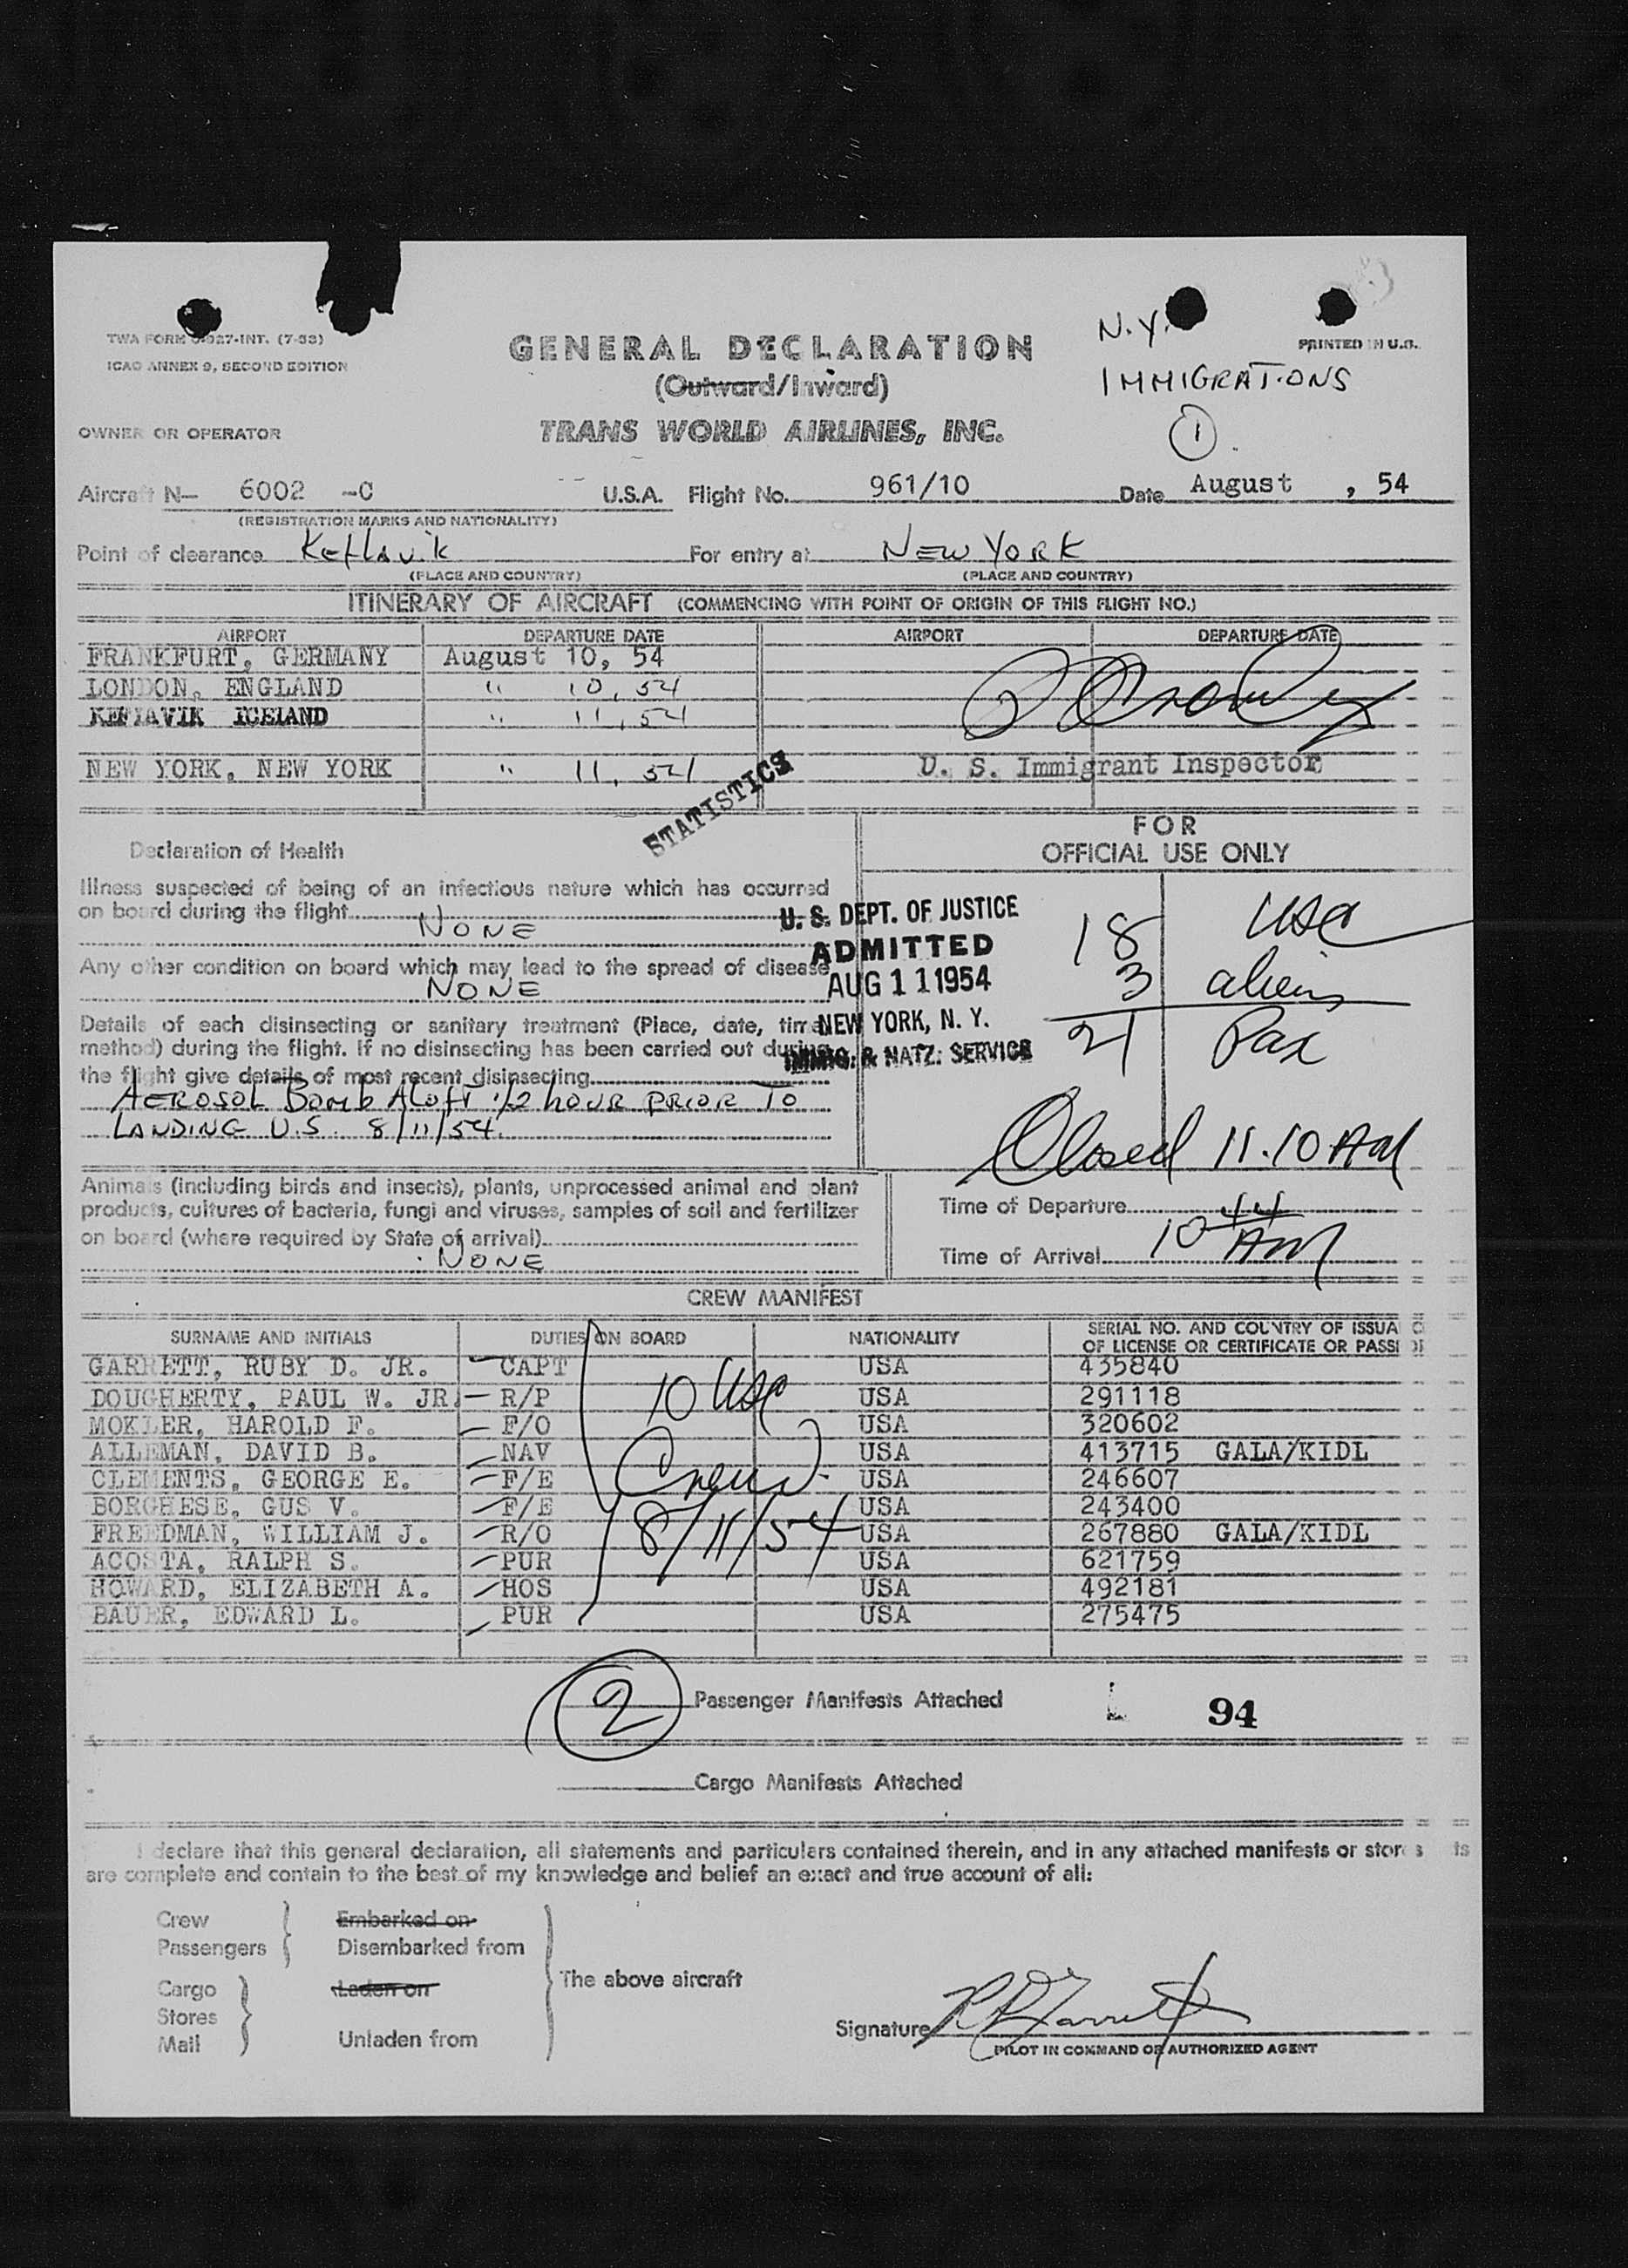 TWA FORM -027-INT. (7-53)
ICAO ANNEX 9, SECOND EDITION
GENERAL DECLARATION
(Outward/Inward)
N.Y.
IMMIGRATIONS
1
PRINTED IN U.S.
OWNER OR OPERATOR
TRANS WORLD AIRLINES, INC.
Aircraft N— 6002 -C U.S.A. Flight No. 961/10 Date August , 54
(REGISTRATION MARKS AND NATIONALITY)
Point of clearance Keflavik For entry at NEW YORK
(PLACE AND COUNTRY) (PLACE AND COUNTRY)
ITINERARY OF AIRCRAFT (COMMENCING WITH POINT OF ORIGIN OF THIS FLIGHT NO.)
AIRPORT DEPARTURE DATE AIRPORT DEPARTURE DATE
FRANKFURT, GERMANY August 10, 54
LONDON, ENGLAND " 10, 54
KEFLAVIK ICELAND " 11, 54
NEW YORK, NEW YORK " 11, 54
U. S. Immigrant Inspector
STATISTICS
Declaration of Health
Illness suspected of being of an infectious nature which has occurred
on board during the flight
NONE
Any other condition on board which may lead to the spread of disease
NONE
Details of each disinsecting or sanitary treatment (Place, date, time
method) during the flight. If no disinsecting has been carried out during
the flight give details of most recent disinsecting
AEROSOL BOMB ALOFT 1/2 HOUR PRIOR TO
LANDING U.S. 8/11/54.
FOR
OFFICIAL USE ONLY
U. S. DEPT. OF JUSTICE
ADMITTED
AUG 11 1954
NEW YORK, N. Y.
IMMIG. & NATZ. SERVICE
18 USC
3 aliens
21 Pax
Closed 11.10 AM
Animals (including birds and insects), plants, unprocessed animal and plant
products, cultures of bacteria, fungi and viruses, samples of soil and fertilizer
on board (where required by State of arrival)
NONE
Time of Departure
Time of Arrival 10 44 AM
CREW MANIFEST
SURNAME AND INITIALS DUTIES ON BOARD NATIONALITY SERIAL NO. AND COUNTRY OF ISSUA
OF LICENSE OR CERTIFICATE OR PASS
GARRETT, RUBY D. JR. CAPT USA 435840
DOUGHERTY, PAUL W. JR. R/P USA 291118
MOKLER, HAROLD F. F/O USA 320602
ALLEMAN, DAVID B. NAV USA 413715 GALA/KIDL
CLEMENTS, GEORGE E. F/E USA 246607
BORGHESE, GUS V. F/E USA 243400
FREEDMAN, WILLIAM J. R/O USA 267880 GALA/KIDL
ACOSTA, RALPH S. PUR USA 621759
HOWARD, ELIZABETH A. HOS USA 492181
BAUER, EDWARD L. PUR USA 275475
10 USC
Crew
8/11/54
2 Passenger Manifests Attached
94
Cargo Manifests Attached
I declare that this general declaration, all statements and particulars contained therein, and in any attached manifests or stores
are complete and contain to the best of my knowledge and belief an exact and true account of all:
Crew
Passengers
Embarked on
Disembarked from
Cargo
Stores
Mail
Laden on
Unladen from
The above aircraft
Signature R D Garrett
PILOT IN COMMAND OR AUTHORIZED AGENT